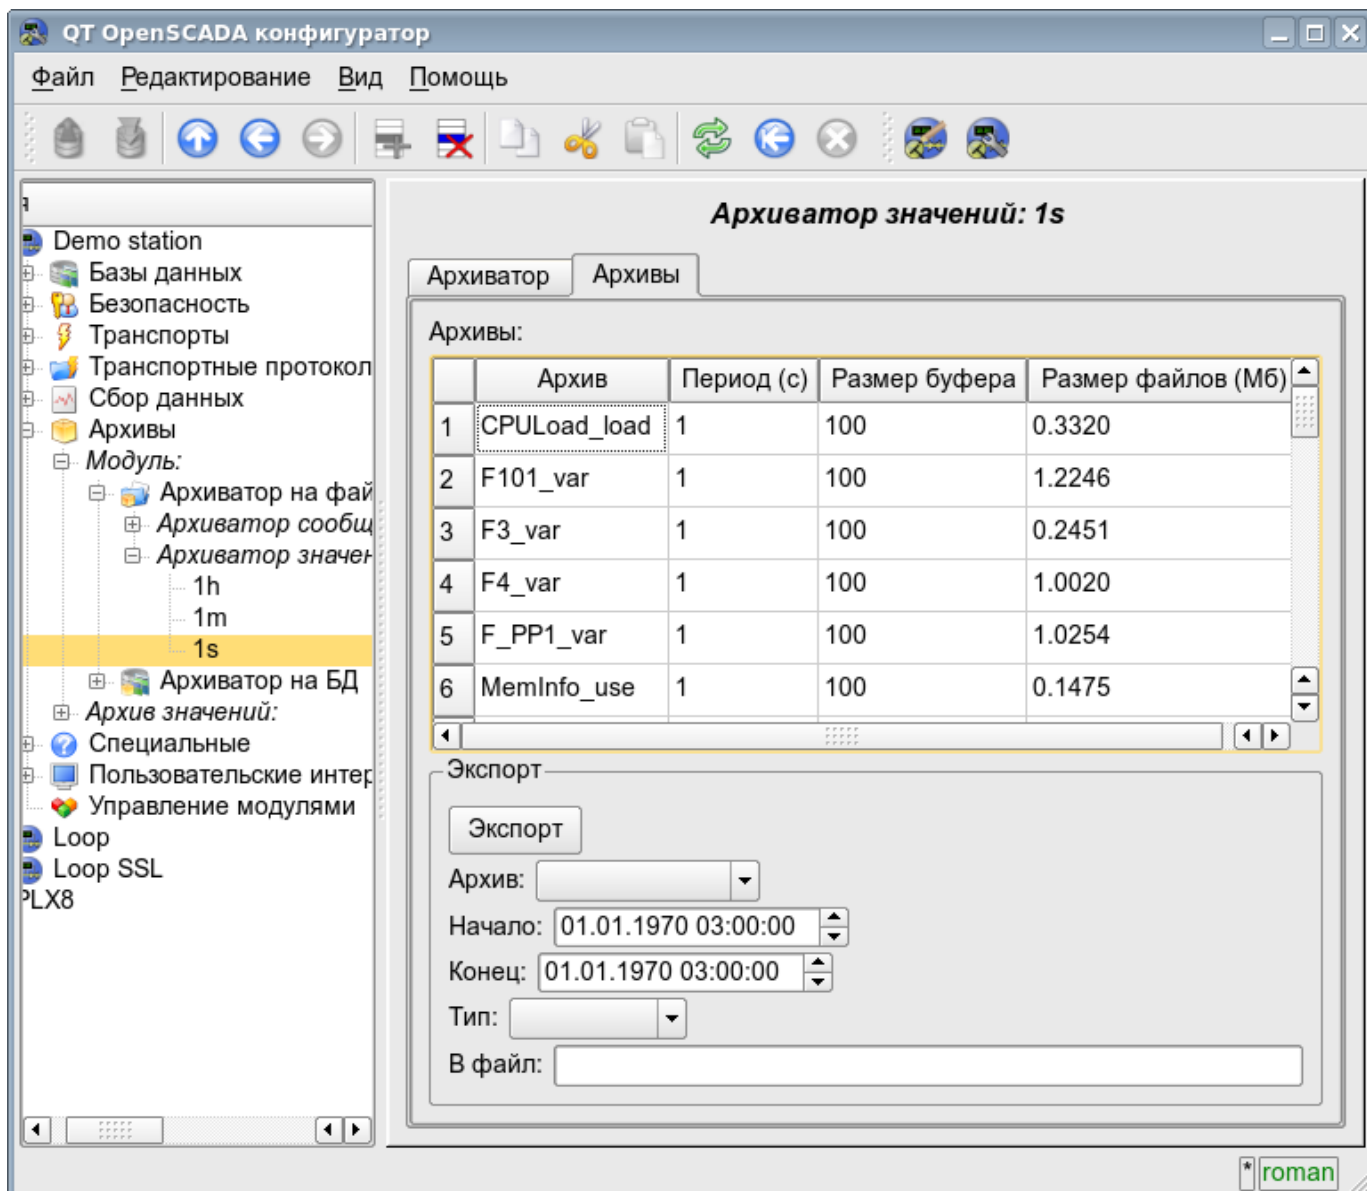 QT OpenSCADA конфигуратор
Файл Редактирование Вид Помощь
я
Demo station
Базы данных
Безопасность
Транспорты
Транспортные протокол
Сбор данных
Архивы
Модуль:
Архиватор на фай
Архиватор сообщ
Архиватор значен
1h
1m
1s
Архиватор на БД
Архив значений:
Специальные
Пользовательские интер
Управление модулями
Loop
Loop SSL
PLX8
Архиватор значений: 1s
Архиватор Архивы
Архивы:
Архив Период (с) Размер буфера Размер файлов (Мб)
1 CPULoad_load 1 100 0.3320
2 F101_var 1 100 1.2246
3 F3_var 1 100 0.2451
4 F4_var 1 100 1.0020
5 F_PP1_var 1 100 1.0254
6 MemInfo_use 1 100 0.1475
Экспорт
Экспорт
Архив:
Начало: 01.01.1970 03:00:00
Конец: 01.01.1970 03:00:00
Тип:
В файл:
* roman